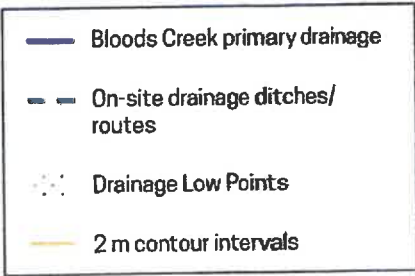 Bloods Creek primary drainage
On-site drainage ditches/
routes
Drainage Low Points
2 m contour intervals